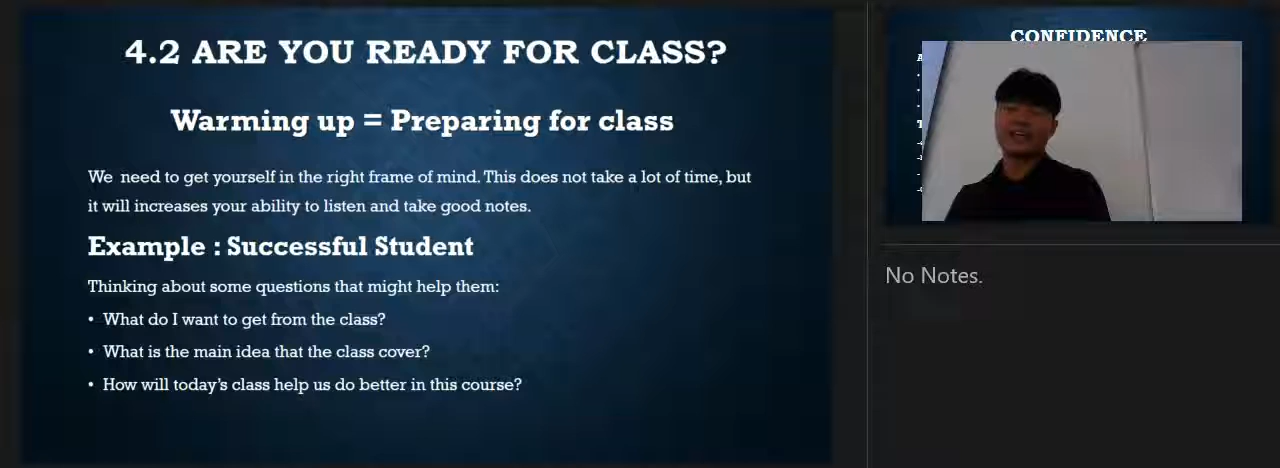 4.2 ARE YOU READY FOR CLASS?
Warming up = Preparing for class
We need to get yourself in the right frame of mind. This does not take a lot of time, but
it will increases your ability to listen and take good notes.
Example : Successful Student
Thinking about some questions that might help them:
• What do I want to get from the class?
• What is the main idea that the class cover?
• How will today's class help us do better in this course?
CONFIDENCE
No Notes.